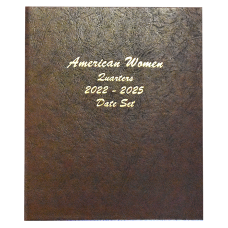 American Women
Quarters
2022 - 2025
Date Set